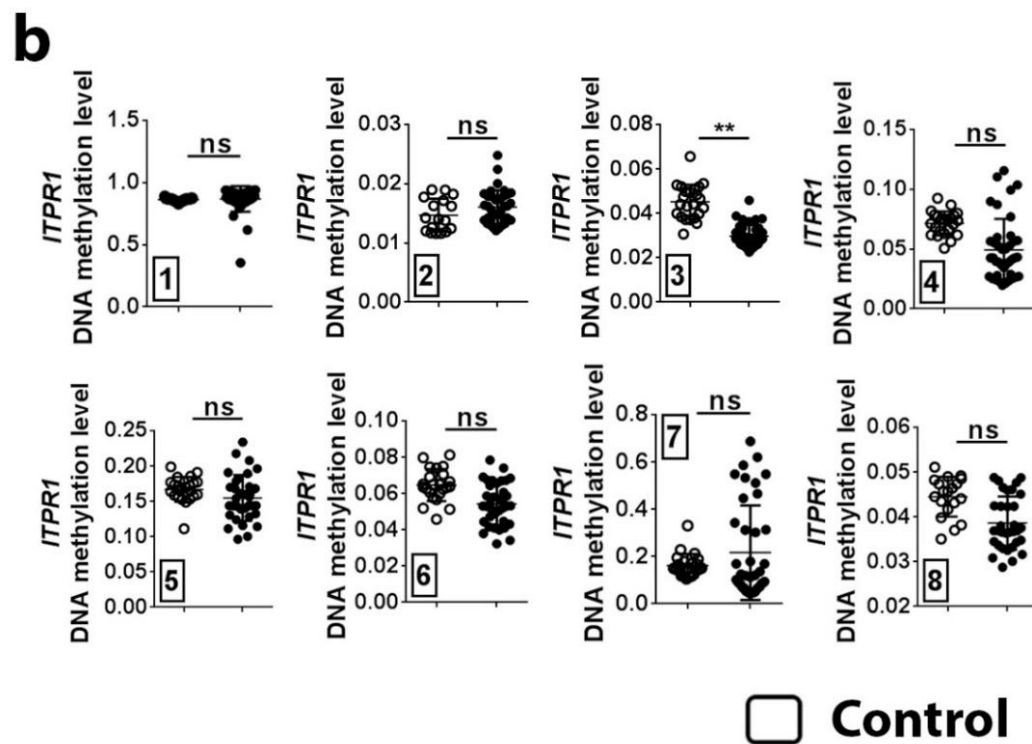 b
ITPR1
DNA methylation level
1.5
1.0
0.5
0.0
ns
1
ITPR1
DNA methylation level
0.03
0.02
0.01
0.00
ns
2
ITPR1
DNA methylation level
0.08
0.06
0.04
0.02
0.00
**
3
ITPR1
DNA methylation level
0.15
0.10
0.05
0.00
ns
4
ITPR1
DNA methylation level
0.25
0.20
0.15
0.10
0.05
0.00
ns
5
ITPR1
DNA methylation level
0.10
0.08
0.06
0.04
0.02
0.00
ns
6
ITPR1
DNA methylation level
0.8
0.6
0.4
0.2
0.0
ns
7
ITPR1
DNA methylation level
0.06
0.05
0.04
0.03
0.02
ns
8
Control